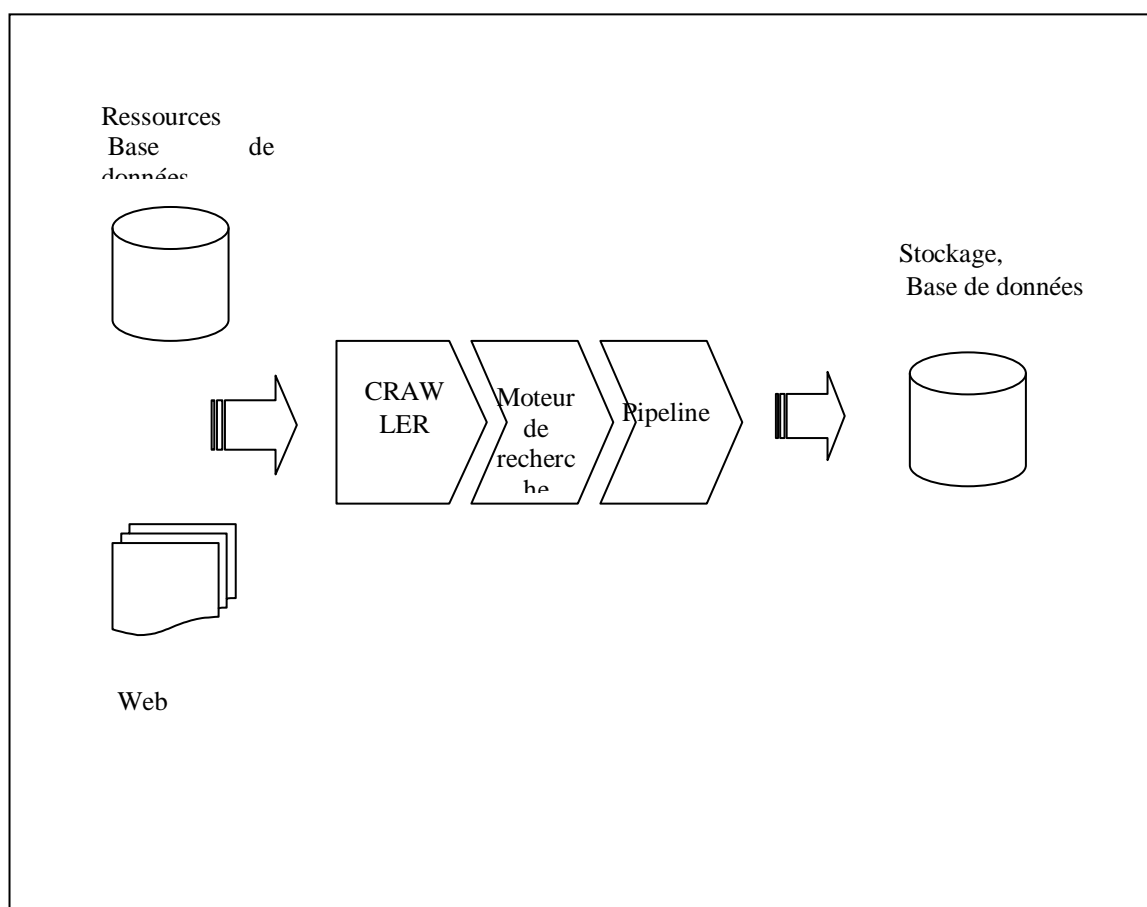 Ressources
Base de
données
Stockage,
Base de données
CRAW
LER
Moteur
de
recherc
he
Pipeline
Web